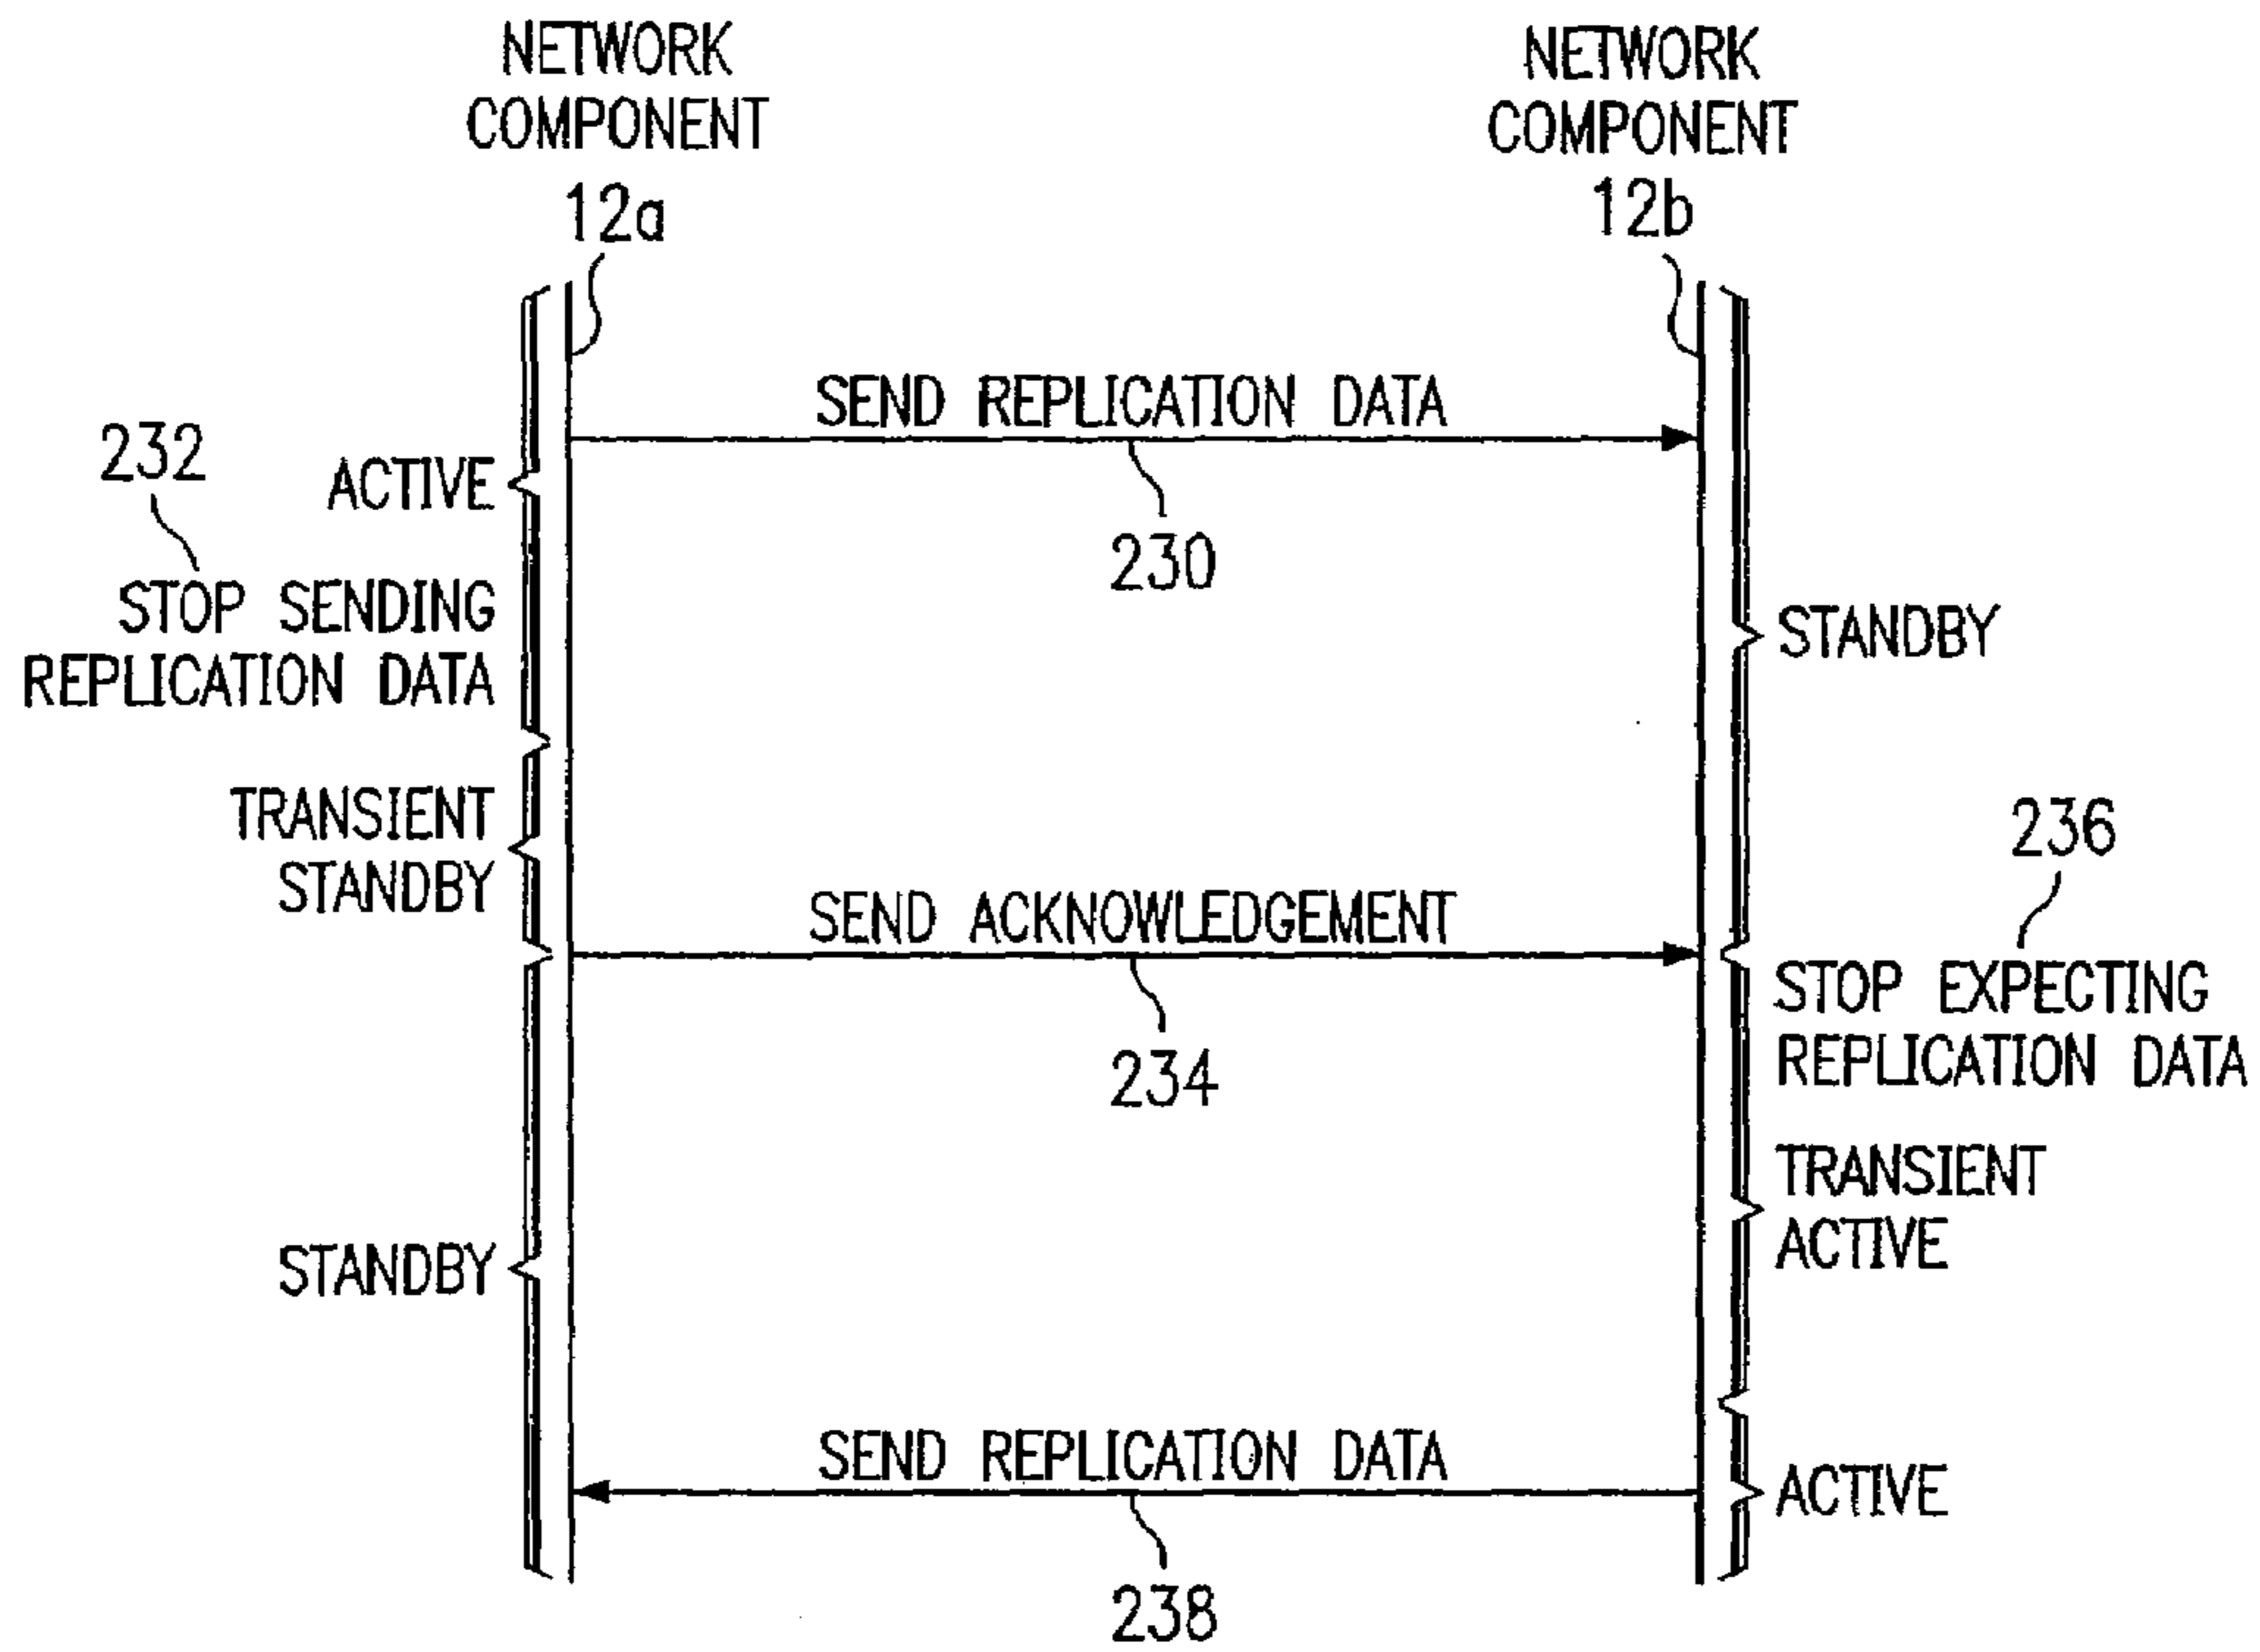 NETWORK
COMPONENT
12a
NETWORK
COMPONENT
12b
SEND REPLICATION DATA
230
232
ACTIVE
STOP SENDING
REPLICATION DATA
STANDBY
TRANSIENT
STANDBY
SEND ACKNOWLEDGEMENT
234
236
STOP EXPECTING
REPLICATION DATA
TRANSIENT
ACTIVE
STANDBY
SEND REPLICATION DATA
238
ACTIVE